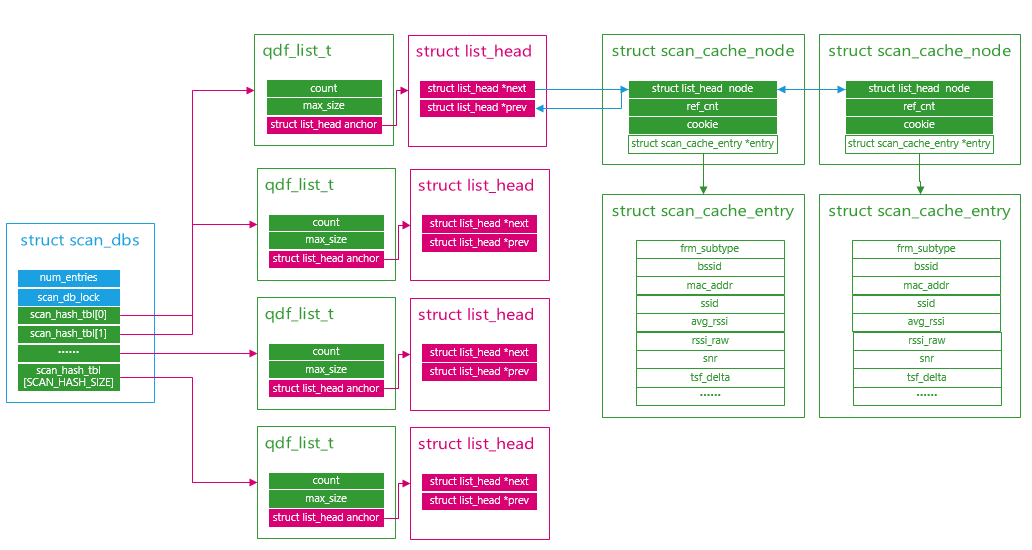 struct scan_dbs
num_entries
scan_db_lock
scan_hash_tbl[0]
scan_hash_tbl[1]
······
scan_hash_tbl
[SCAN_HASH_SIZE]
qdf_list_t
count
max_size
struct list_head anchor
struct list_head
struct list_head *next
struct list_head *prev
qdf_list_t
count
max_size
struct list_head anchor
struct list_head
struct list_head *next
struct list_head *prev
qdf_list_t
count
max_size
struct list_head anchor
struct list_head
struct list_head *next
struct list_head *prev
qdf_list_t
count
max_size
struct list_head anchor
struct list_head
struct list_head *next
struct list_head *prev
struct scan_cache_node
struct list_head node
ref_cnt
cookie
struct scan_cache_entry *entry
struct scan_cache_node
struct list_head node
ref_cnt
cookie
struct scan_cache_entry *entry
struct scan_cache_entry
frm_subtype
bssid
mac_addr
ssid
avg_rssi
rssi_raw
snr
tsf_delta
······
struct scan_cache_entry
frm_subtype
bssid
mac_addr
ssid
avg_rssi
rssi_raw
snr
tsf_delta
······